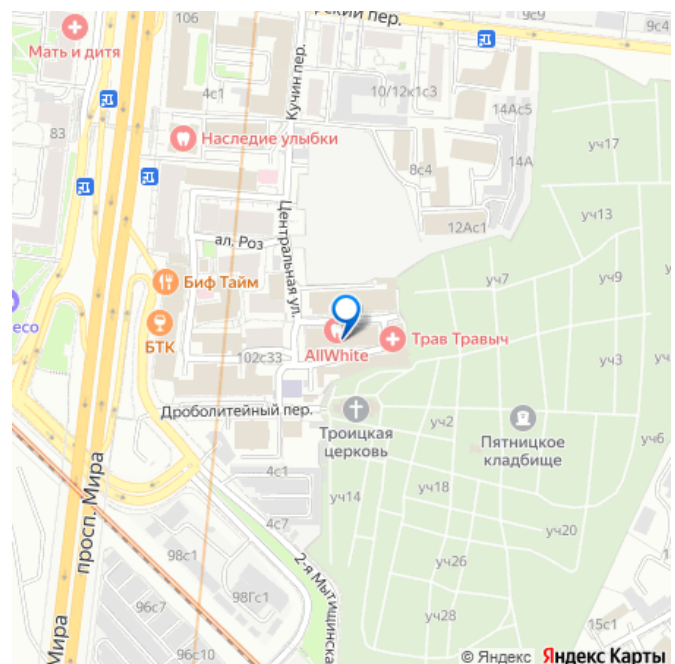 106
ский пер.
9с9
9с4
Мать и дитя
4с1
Кучин пер.
10/12к1с3
14Ас5
83
Наследие улыбки
уч17
8с4
14А
12Ас1
уч13
Центральная ул.
ал. Роз
уч7
уч9
Биф Тайм
есо
БТК
AllWhite
Трав Травыч
102с33
уч3
Дроболитейный пер.
Троицкая
церковь
уч2
Пятницкое
кладбище
уч6
4с1
уч14
уч18
4с7
уч20
просп. Мира
98с1
2-я Мытищинска
уч26
98Гс1
96с7
уч28
15с1
Мира
96с10
© Яндекс Яндекс Карты